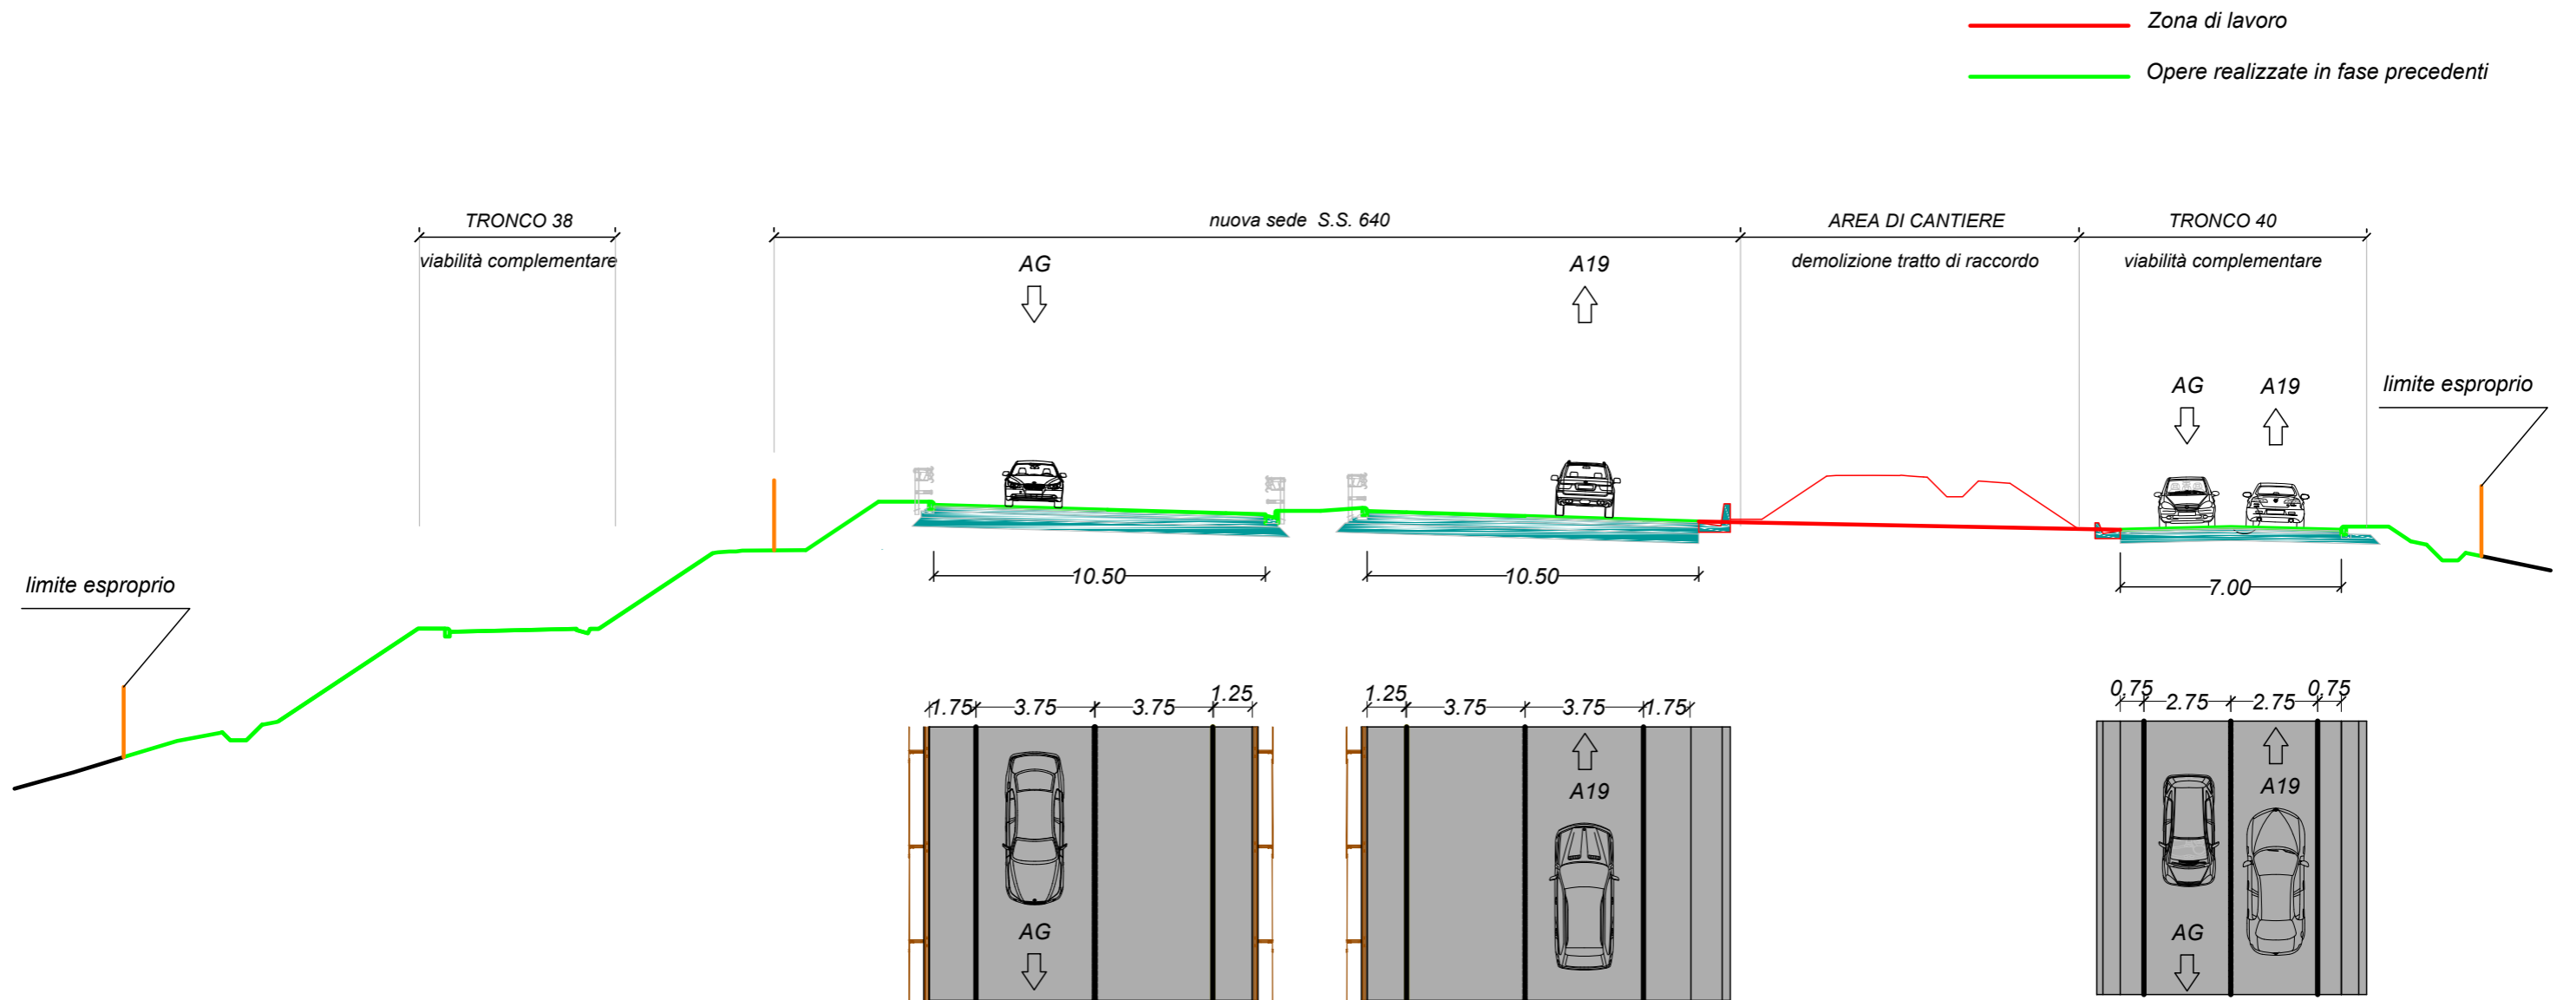 Zona di lavoro
Opere realizzate in fase precedenti
TRONCO 38
nuova sede S.S. 640
AREA DI CANTIERE
TRONCO 40
viabilità complementare
demolizione tratto di raccordo
viabilità complementare
AG
A19
AG
A19
limite esproprio
limite esproprio
10.50
10.50
7.00
1.75
3.75
3.75
1.25
1.25
3.75
3.75
1.75
0.75
2.75
2.75
0.75
A19
A19
AG
AG